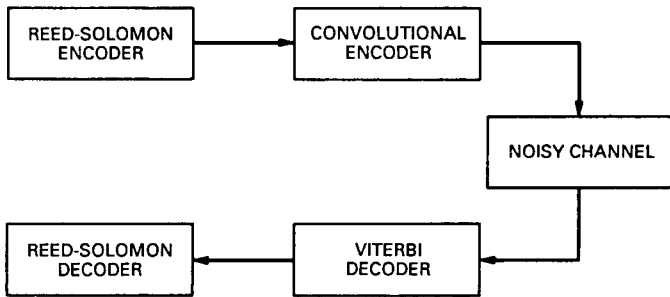 REED-SOLOMON
ENCODER
CONVOLUTIONAL
ENCODER
NOISY CHANNEL
VITERBI
DECODER
REED-SOLOMON
DECODER